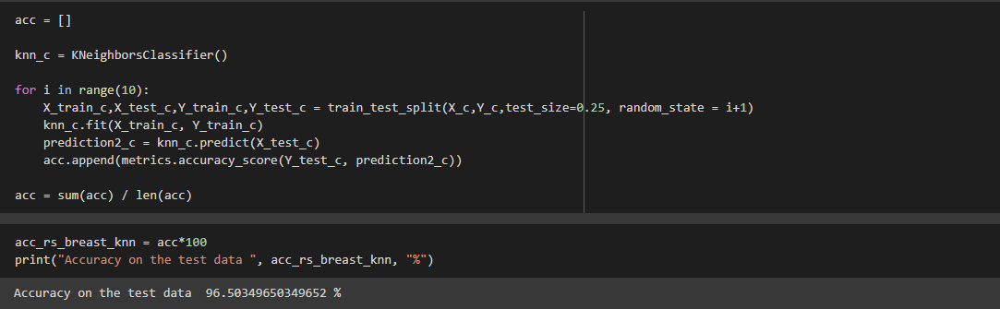 acc = []
knn_c = KNeighborsClassifier()
for i in range(10):
    X_train_c,X_test_c,Y_train_c,Y_test_c = train_test_split(X_c,Y_c,test_size=0.25, random_state = i+1)
    knn_c.fit(X_train_c, Y_train_c)
    prediction2_c = knn_c.predict(X_test_c)
    acc.append(metrics.accuracy_score(Y_test_c, prediction2_c))
acc = sum(acc) / len(acc)
acc_rs_breast_knn = acc*100
print("Accuracy on the test data ", acc_rs_breast_knn, "%")
Accuracy on the test data  96.50349650349652 %